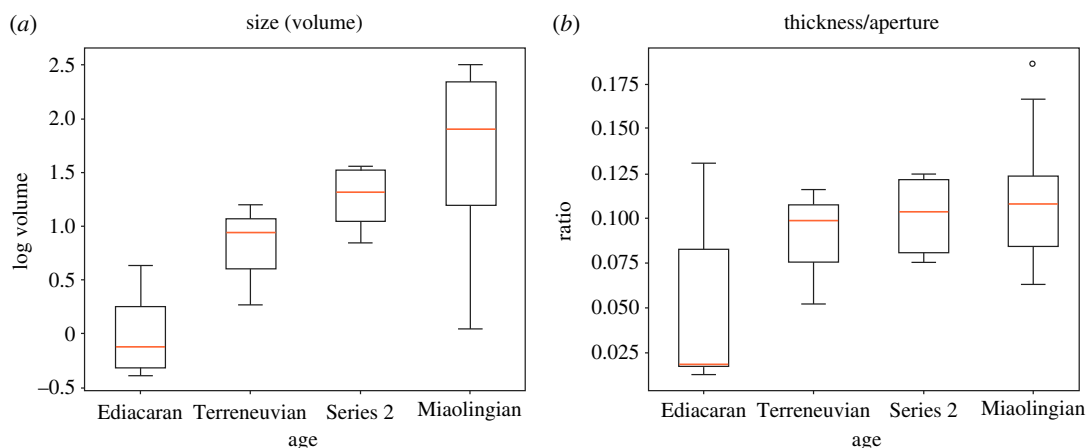 (a) size (volume)
2.5
2.0
1.5
1.0
0.5
0
–0.5
log volume
Ediacaran Terreneuvian Series 2 Miaolingian
age
(b) thickness/aperture
0.175
0.150
0.125
0.100
0.075
0.050
0.025
ratio
Ediacaran Terreneuvian Series 2 Miaolingian
age